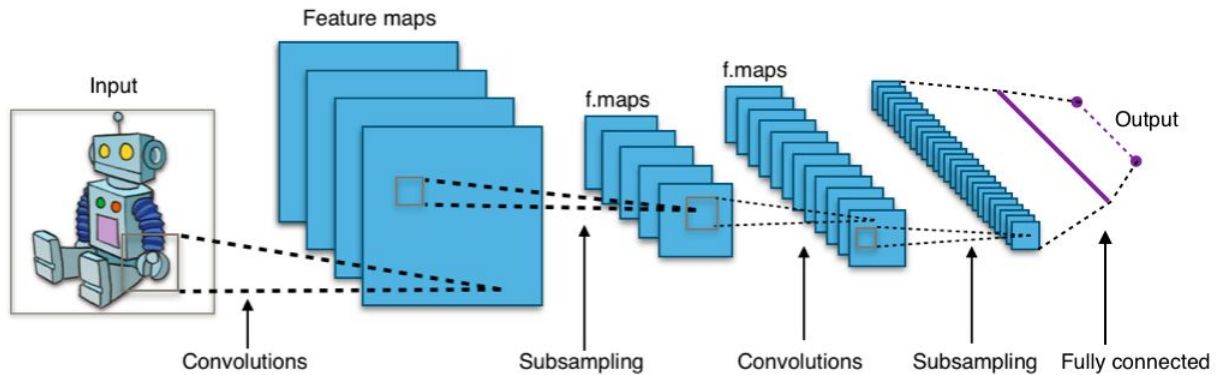 Feature maps
Input
f.maps
f.maps
Output
Convolutions
Subsampling
Convolutions
Subsampling
Fully connected